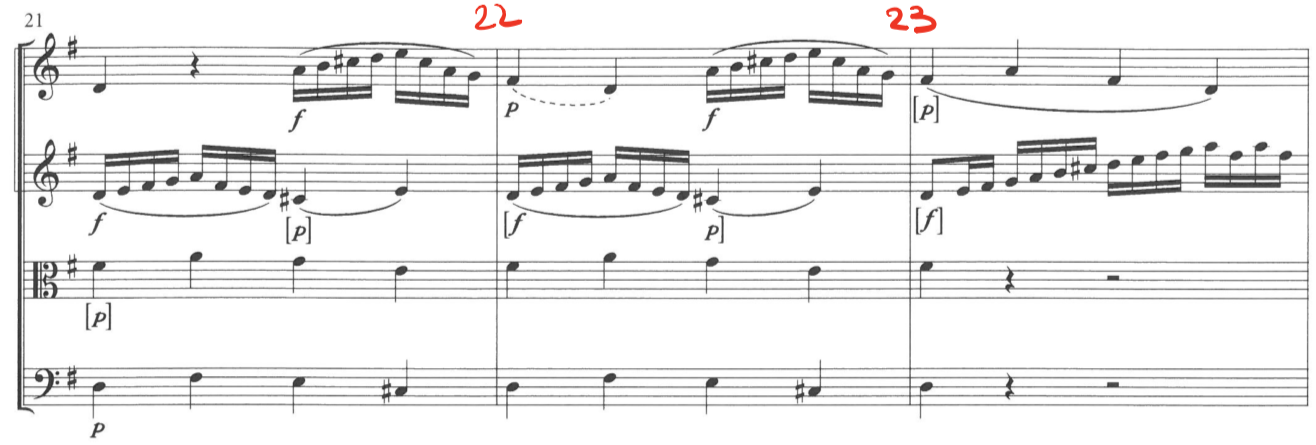 21 22 23
f p f [p]
f [p] [f p] [f]
[p]
p